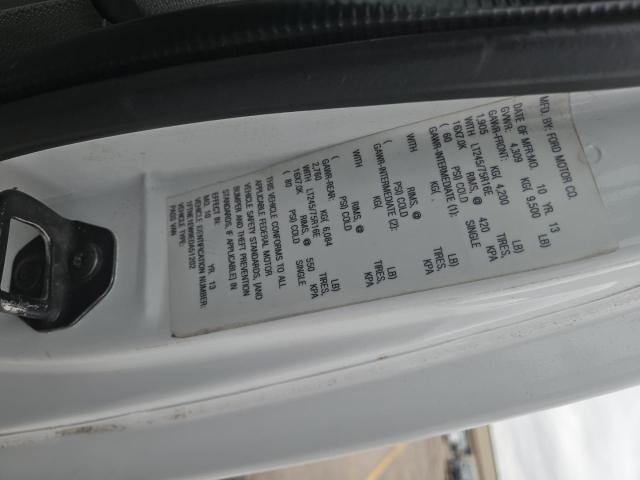 MFD. BY: FORD MOTOR CO.
DATE OF MFR:MO. 10 YR. 13
GVWR: 4,309 KG( 9,500 LB)
GAWR-FRONT: KG( 4,200 LB)
1,905 TIRES,
WITH LT245/75R16E
16X7.0K RIMS, @ 420 KPA
( 60 PSI) COLD SINGLE
GAWR-INTERMEDIATE (1): LB)
KG(. TIRES,
WITH
RIMS, @ KPA
( PSI) COLD
GAWR-INTERMEDIATE (2): LB)
KG( TIRES,
WITH
RIMS, @ KPA
( PSI) COLD
GAWR-REAR: KG( 6,084 LB)
2,760 TIRES,
WITH LT245/75R16E
16X7.0K RIMS, @ 550 KPA
( 80 PSI) COLD SINGLE
THIS VEHICLE CONFORMS TO ALL
APPLICABLE FEDERAL MOTOR
VEHICLE SAFETY STANDARDS, [AND
BUMPER AND THEFT PREVENTION
STANDARDS, IF APPLICABLE] IN
EFFECT IN
MO. 10 YR. 13
VEHICLE IDENTIFICATION NUMBER:
VEHICLE TYPE: VAN